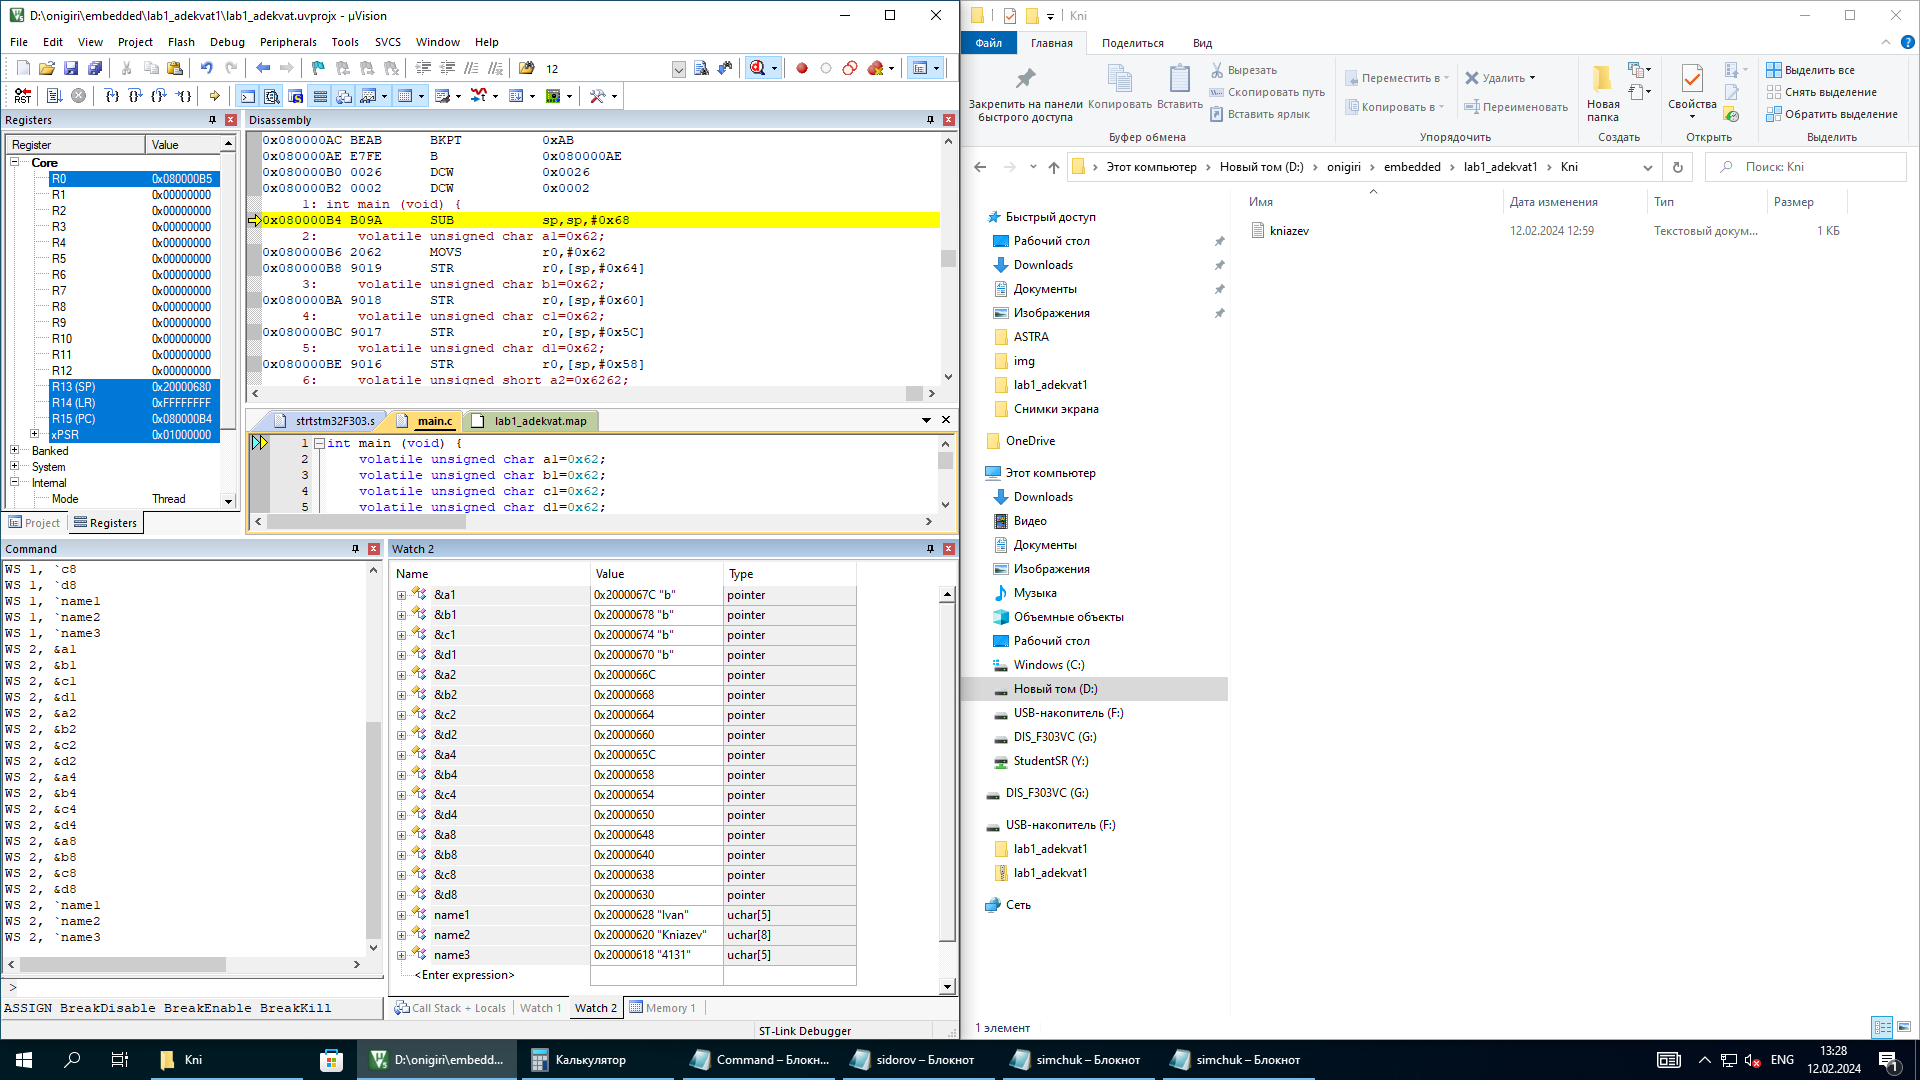 D:\onigiri\embedded\lab1_adekvat1\lab1_adekvat.uvprojx - µVision
File Edit View Project Flash Debug Peripherals Tools SVCS Window Help
12
Registers
Register Value
Core
R0 0x080000B5
R1 0x00000000
R2 0x00000000
R3 0x00000000
R4 0x00000000
R5 0x00000000
R6 0x00000000
R7 0x00000000
R8 0x00000000
R9 0x00000000
R10 0x00000000
R11 0x00000000
R12 0x00000000
R13 (SP) 0x20000680
R14 (LR) 0xFFFFFFFF
R15 (PC) 0x080000B4
xPSR 0x01000000
Banked
System
Internal
Mode Thread
Project Registers
Disassembly
0x080000AC BEAB BKPT 0xAB
0x080000AE E7FE B 0x080000AE
0x080000B0 0026 DCW 0x0026
0x080000B2 0002 DCW 0x0002
1: int main (void) {
0x080000B4 B09A SUB sp,sp,#0x68
2: volatile unsigned char a1=0x62;
0x080000B6 2062 MOVS r0,#0x62
0x080000B8 9019 STR r0,[sp,#0x64]
3: volatile unsigned char b1=0x62;
0x080000BA 9018 STR r0,[sp,#0x60]
4: volatile unsigned char c1=0x62;
0x080000BC 9017 STR r0,[sp,#0x5C]
5: volatile unsigned char d1=0x62;
0x080000BE 9016 STR r0,[sp,#0x58]
6: volatile unsigned short a2=0x6262;
strtstm32F303.s main.c lab1_adekvat.map
1 int main (void) {
2 volatile unsigned char a1=0x62;
3 volatile unsigned char b1=0x62;
4 volatile unsigned char c1=0x62;
5 volatile unsigned char d1=0x62;
Command
WS 1, `c8
WS 1, `d8
WS 1, `name1
WS 1, `name2
WS 1, `name3
WS 2, &a1
WS 2, &b1
WS 2, &c1
WS 2, &d1
WS 2, &a2
WS 2, &b2
WS 2, &c2
WS 2, &d2
WS 2, &a4
WS 2, &b4
WS 2, &c4
WS 2, &d4
WS 2, &a8
WS 2, &b8
WS 2, &c8
WS 2, &d8
WS 2, `name1
WS 2, `name2
WS 2, `name3
>
ASSIGN BreakDisable BreakEnable BreakKill
Watch 2
Name Value Type
&a1 0x2000067C "b" pointer
&b1 0x20000678 "b" pointer
&c1 0x20000674 "b" pointer
&d1 0x20000670 "b" pointer
&a2 0x2000066C pointer
&b2 0x20000668 pointer
&c2 0x20000664 pointer
&d2 0x20000660 pointer
&a4 0x2000065C pointer
&b4 0x20000658 pointer
&c4 0x20000654 pointer
&d4 0x20000650 pointer
&a8 0x20000648 pointer
&b8 0x20000640 pointer
&c8 0x20000638 pointer
&d8 0x20000630 pointer
name1 0x20000628 "Ivan" uchar[5]
name2 0x20000620 "Kniazev" uchar[8]
name3 0x20000618 "4131" uchar[5]
<Enter expression>
Call Stack + Locals Watch 1 Watch 2 Memory 1
ST-Link Debugger
Kni
Файл Главная Поделиться Вид
Закрепить на панели быстрого доступа
Копировать
Вставить
Вырезать
Скопировать путь
Вставить ярлык
Буфер обмена
Переместить в
Копировать в
Удалить
Переименовать
Упорядочить
Новая папка
Создать
Свойства
Открыть
Выделить все
Снять выделение
Обратить выделение
Выделить
Этот компьютер Новый том (D:) onigiri embedded lab1_adekvat1 Kni
Поиск: Kni
Имя Дата изменения Тип Размер
kniazev 12.02.2024 12:59 Текстовый докум... 1 КБ
Быстрый доступ
Рабочий стол
Downloads
Документы
Изображения
ASTRA
img
lab1_adekvat1
Снимки экрана
OneDrive
Этот компьютер
Downloads
Видео
Документы
Изображения
Музыка
Объемные объекты
Рабочий стол
Windows (C:)
Новый том (D:)
USB-накопитель (F:)
DIS_F303VC (G:)
StudentSR (Y:)
DIS_F303VC (G:)
USB-накопитель (F:)
lab1_adekvat1
lab1_adekvat1
Сеть
1 элемент
Kni
D:\onigiri\embedd...
Калькулятор
Command – Блокн...
sidorov – Блокнот
simchuk – Блокнот
simchuk – Блокнот
ENG
13:28
12.02.2024
1